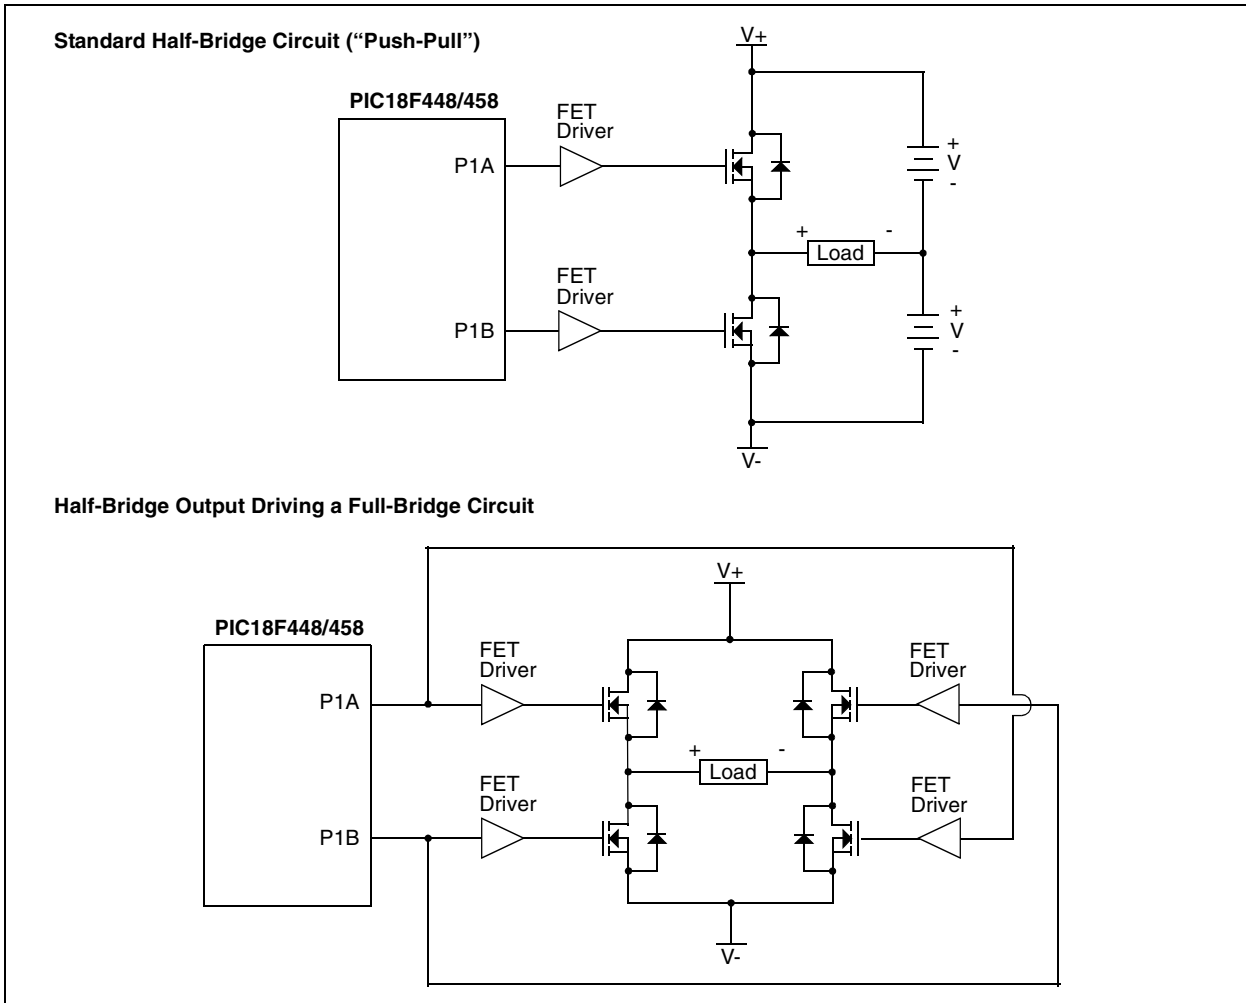 Standard Half-Bridge Circuit (“Push-Pull”)
V+
PIC18F448/458
FET
Driver
P1A
+
V
-
+ -
Load
FET
Driver
P1B
+
V
-
V-
Half-Bridge Output Driving a Full-Bridge Circuit
V+
PIC18F448/458
FET
Driver
FET
Driver
P1A
+ -
Load
FET
Driver
FET
Driver
P1B
V-